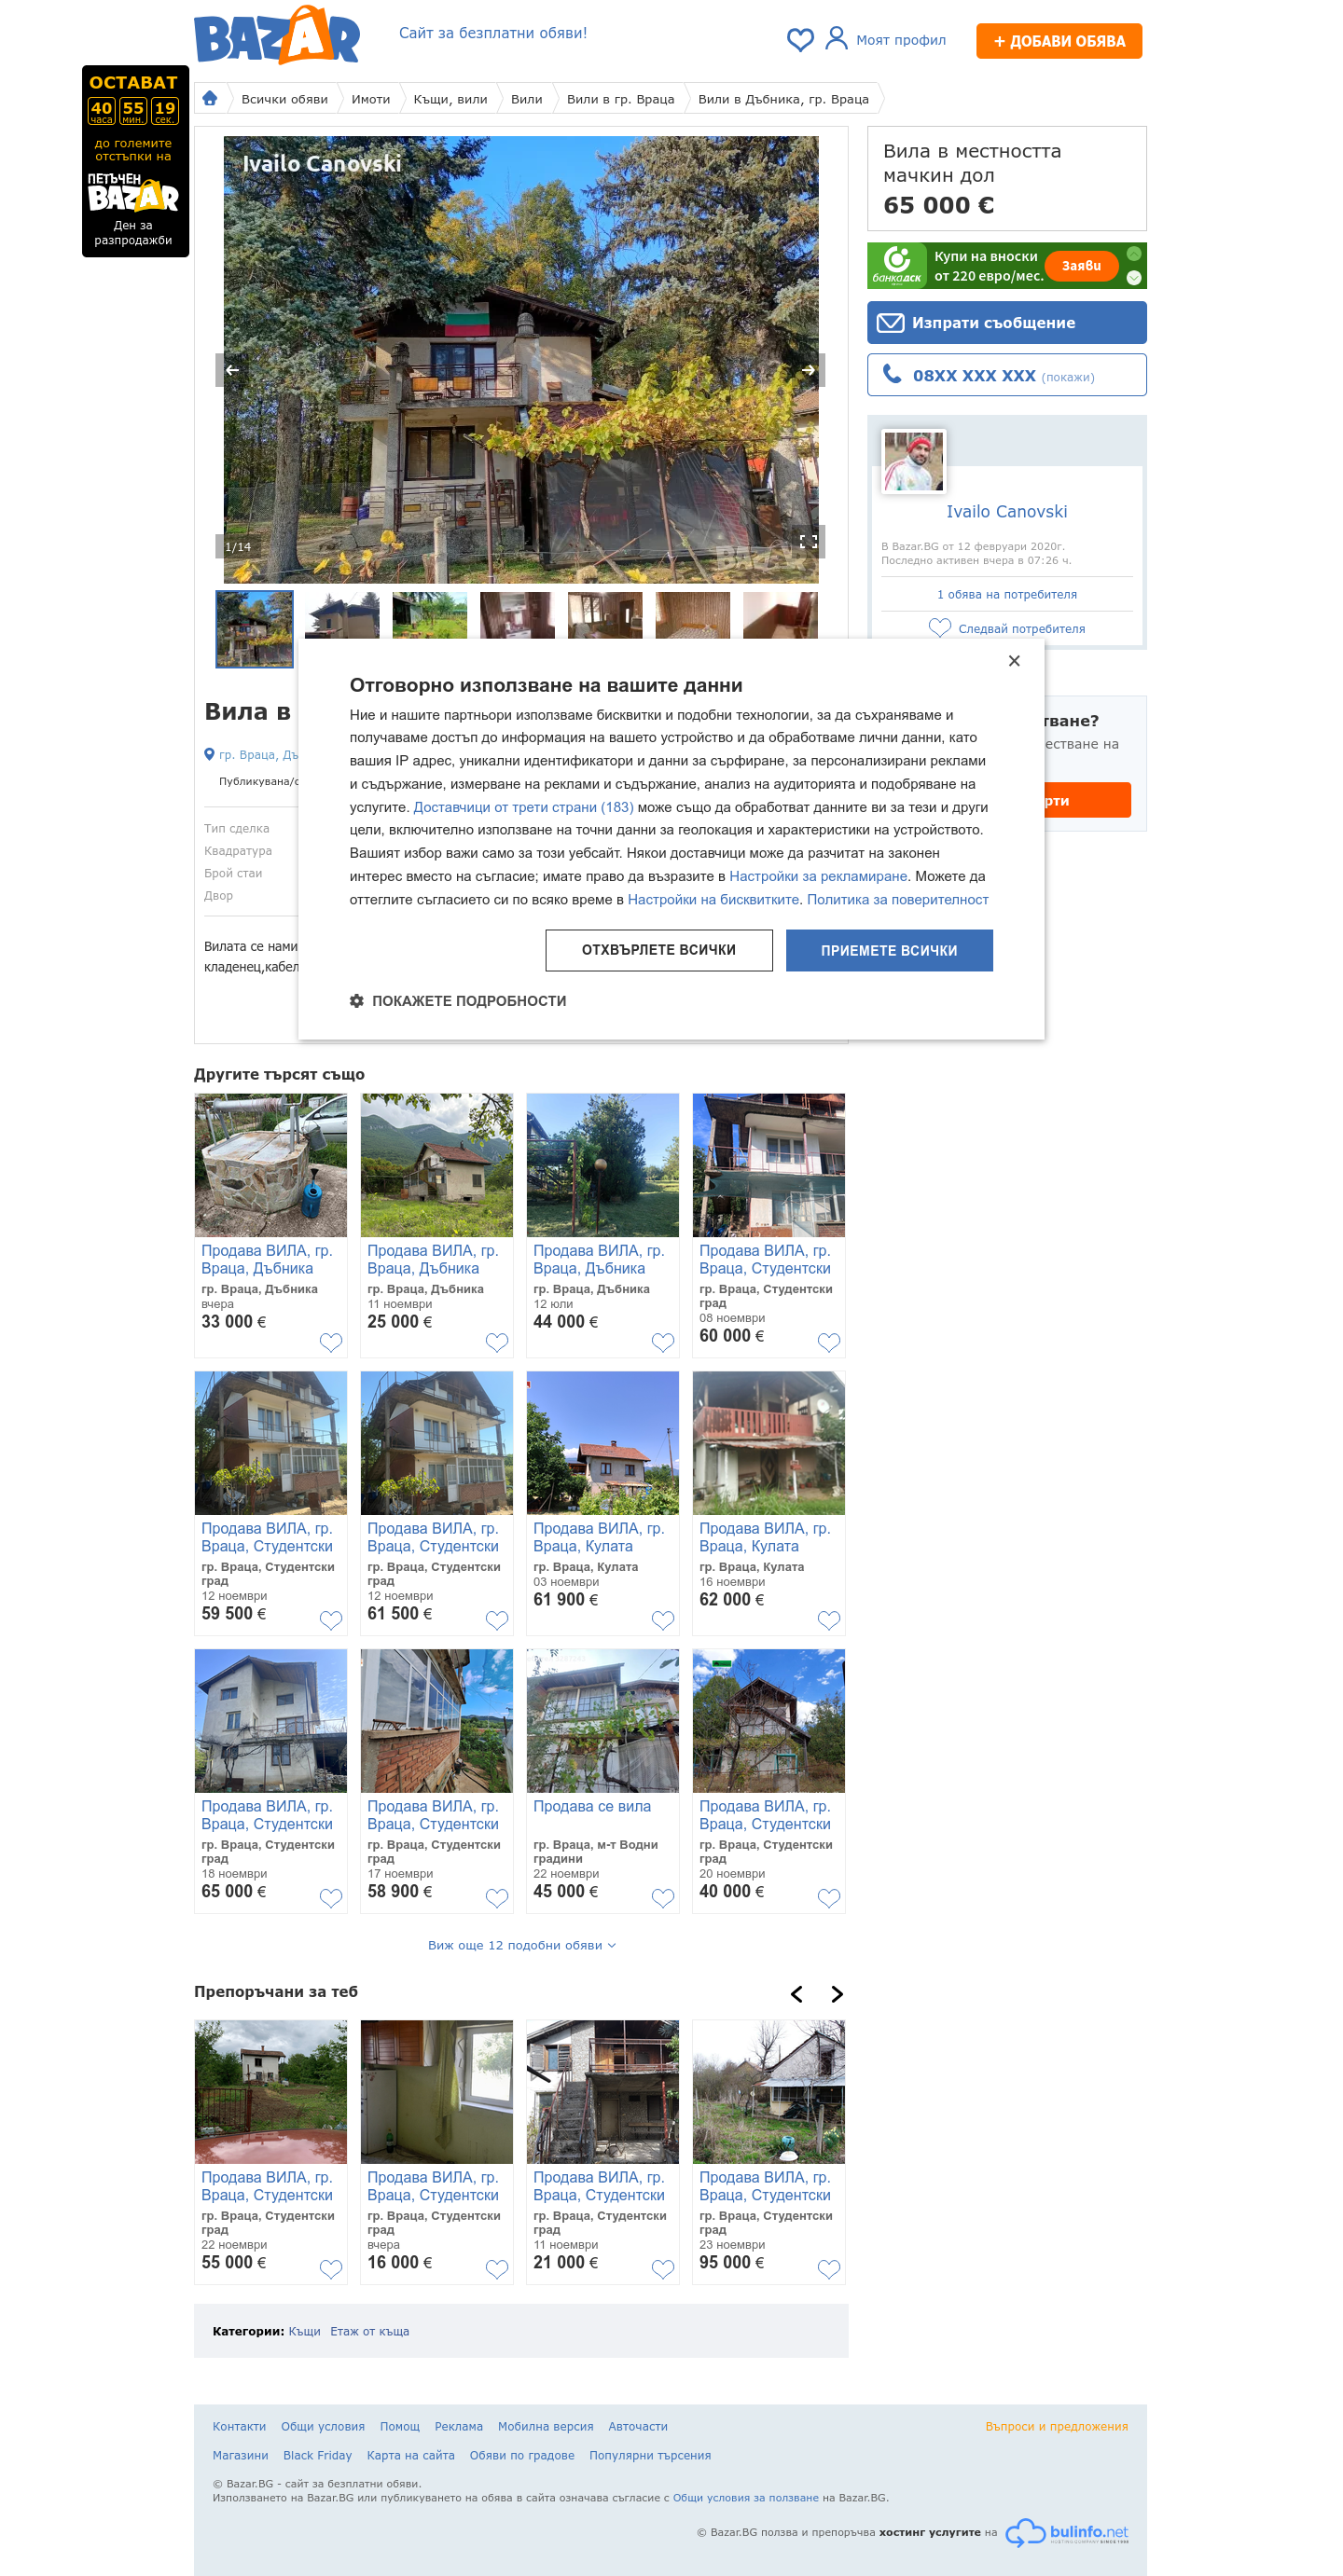 BAZAR
Сайт за безплатни обяви!
Моят профил
+ ДОБАВИ ОБЯВА
ОСТАВАТ
40 55 19
часа мин. сек.
до големите
отстъпки на
ПЕТЪЧЕН
BAZAR
Ден за
разпродажби
Всички обяви
Имоти
Къщи, вили
Вили
Вили в гр. Враца
Вили в Дъбника, гр. Враца
Ivailo Canovski
1/14
Вила в местността
мачкин дол
65 000 €
банка дск
Купи на вноски
от 220 евро/мес.
Заяви
Изпрати съобщение
08XX XXX XXX (покажи)
Ivailo Canovski
В Bazar.BG от 12 февруари 2020г.
Последно активен вчера в 07:26 ч.
1 обява на потребителя
Следвай потребителя
Вила в
гр. Враца, Дъ
Публикувана/
Тип сделка
Квадратура
Брой стаи
Двор
Вилата се нами
кладенец,кабел
×
Отговорно използване на вашите данни
Ние и нашите партньори използваме бисквитки и подобни технологии, за да съхраняваме и
получаваме достъп до информация на вашето устройство и да обработваме лични данни, като
вашия IP адрес, уникални идентификатори и данни за сърфиране, за персонализирани реклами
и съдържание, измерване на реклами и съдържание, анализ на аудиторията и подобряване на
услугите. Доставчици от трети страни (183) може също да обработват данните ви за тези и други
цели, включително използване на точни данни за геолокация и характеристики на устройството.
Вашият избор важи само за този уебсайт. Някои доставчици може да разчитат на законен
интерес вместо на съгласие; имате право да възразите в Настройки за рекламиране. Можете да
оттеглите съгласието си по всяко време в Настройки на бисквитките. Политика за поверителност
ОТХВЪРЛЕТЕ ВСИЧКИ
ПРИЕМЕТЕ ВСИЧКИ
ПОКАЖЕТЕ ПОДРОБНОСТИ
тване?
естване на
рти
Другите търсят също
Продава ВИЛА, гр.
Враца, Дъбника
гр. Враца, Дъбника
вчера
33 000 €
Продава ВИЛА, гр.
Враца, Дъбника
гр. Враца, Дъбника
11 ноември
25 000 €
Продава ВИЛА, гр.
Враца, Дъбника
гр. Враца, Дъбника
12 юли
44 000 €
Продава ВИЛА, гр.
Враца, Студентски
гр. Враца, Студентски
град
08 ноември
60 000 €
Продава ВИЛА, гр.
Враца, Студентски
гр. Враца, Студентски
град
12 ноември
59 500 €
Продава ВИЛА, гр.
Враца, Студентски
гр. Враца, Студентски
град
12 ноември
61 500 €
Продава ВИЛА, гр.
Враца, Кулата
гр. Враца, Кулата
03 ноември
61 900 €
Продава ВИЛА, гр.
Враца, Кулата
гр. Враца, Кулата
16 ноември
62 000 €
Продава ВИЛА, гр.
Враца, Студентски
гр. Враца, Студентски
град
18 ноември
65 000 €
Продава ВИЛА, гр.
Враца, Студентски
гр. Враца, Студентски
град
17 ноември
58 900 €
Продава се вила
гр. Враца, м-т Водни
градини
22 ноември
45 000 €
Продава ВИЛА, гр.
Враца, Студентски
гр. Враца, Студентски
град
20 ноември
40 000 €
Виж още 12 подобни обяви
Препоръчани за теб
Продава ВИЛА, гр.
Враца, Студентски
гр. Враца, Студентски
град
22 ноември
55 000 €
Продава ВИЛА, гр.
Враца, Студентски
гр. Враца, Студентски
град
вчера
16 000 €
Продава ВИЛА, гр.
Враца, Студентски
гр. Враца, Студентски
град
11 ноември
21 000 €
Продава ВИЛА, гр.
Враца, Студентски
гр. Враца, Студентски
град
23 ноември
95 000 €
Категории: Къщи Етаж от къща
Контакти Общи условия Помощ Реклама Мобилна версия Авточасти
Въпроси и предложения
Магазини Black Friday Карта на сайта Обяви по градове Популярни търсения
© Bazar.BG - сайт за безплатни обяви.
Използването на Bazar.BG или публикуването на обява в сайта означава съгласие с Общи условия за ползване на Bazar.BG.
© Bazar.BG ползва и препоръчва хостинг услугите на
bulinfo.net